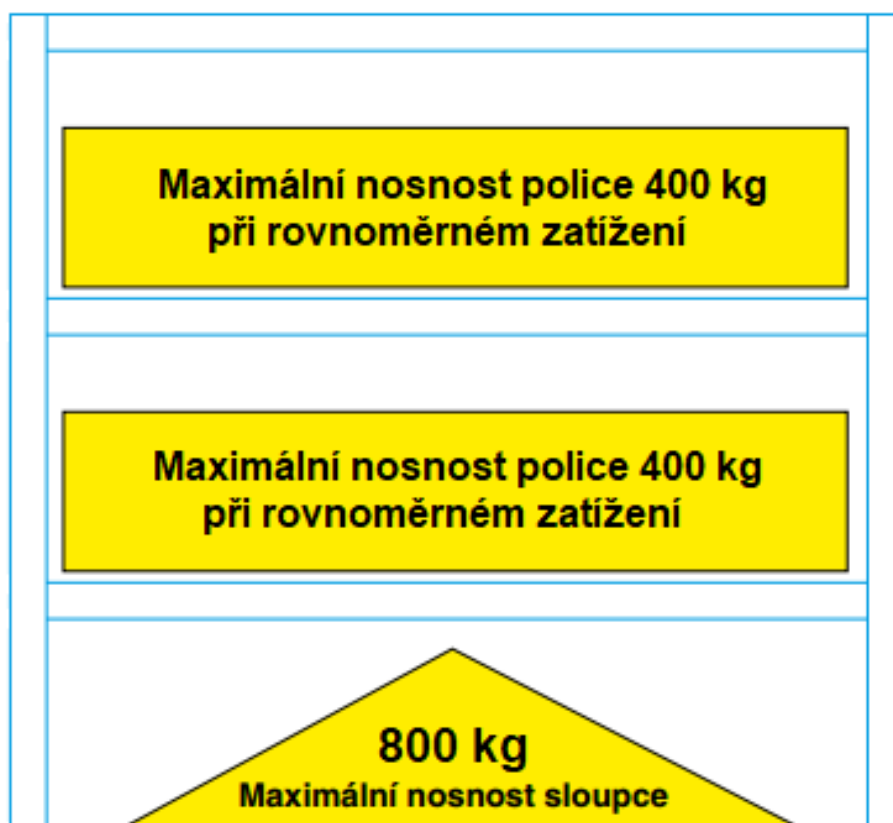 Maximální nosnost police 400 kg
při rovnoměrném zatížení
Maximální nosnost police 400 kg
při rovnoměrném zatížení
800 kg
Maximální nosnost sloupce